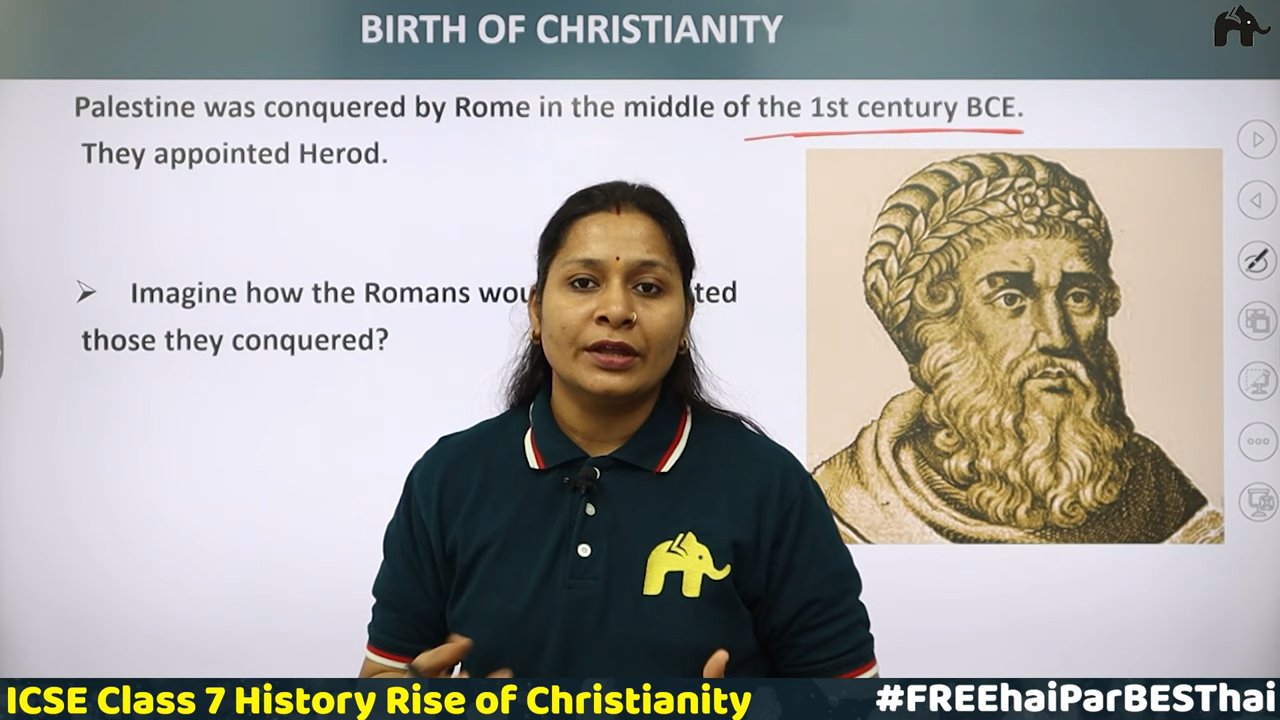 BIRTH OF CHRISTIANITY
Palestine was conquered by Rome in the middle of the 1st century BCE.
They appointed Herod.
Imagine how the Romans wou ted
those they conquered?
ICSE Class 7 History Rise of Christianity
#FREEhaiParBESThai